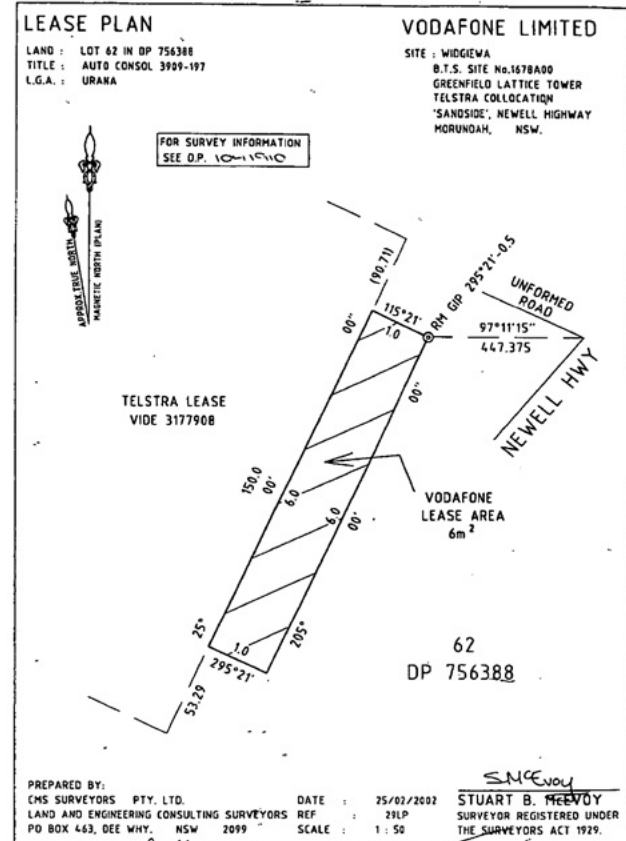 LEASE PLAN
LAND : LOT 62 IN DP 756388
TITLE : AUTO CONSOL 3909-197
L.G.A. : URANA
VODAFONE LIMITED
SITE : WIDGIEWA
B.T.S. SITE No.1678A00
GREENFIELD LATTICE TOWER
TELSTRA COLLOCATION
'SANDSIDE', NEWELL HIGHWAY
MORUNDAH, NSW.
FOR SURVEY INFORMATION
SEE D.P.
APPROX.TRUE NORTH
MAGNETIC NORTH (PLAN)
(90.71)
115°21'
1.0
RM GIP 295°21'-0.5
UNFORMED
ROAD
97°11'15"
447.375
NEWELL HWY
00"
00"
TELSTRA LEASE
VIDE 3177908
150.0
00'
6.0
6.0
00'
VODAFONE
LEASE AREA
6m²
25°
1.0
295°21'
205°
53.29
62
DP 756388
PREPARED BY:
CMS SURVEYORS PTY. LTD.
LAND AND ENGINEERING CONSULTING SURVEYORS
PO BOX 463, DEE WHY. NSW 2099
DATE : 25/02/2002
REF : 29LP
SCALE : 1 : 50
S McEvoy
STUART B. McEVOY
SURVEYOR REGISTERED UNDER
THE SURVEYORS ACT 1929.